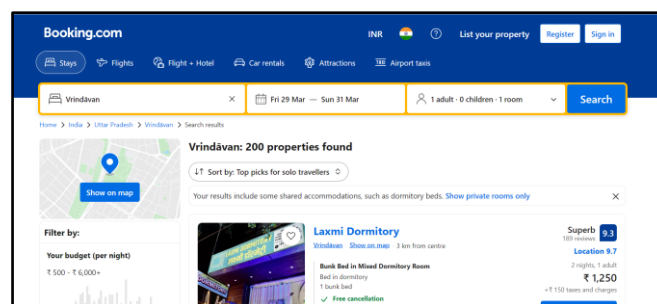 Booking.com
INR
List your property
Register
Sign in
Stays
Flights
Flight + Hotel
Car rentals
Attractions
TAXI
Airport taxis
Vrindāvan
Fri 29 Mar — Sun 31 Mar
1 adult · 0 children · 1 room
Search
Home > India > Uttar Pradesh > Vrindāvan > Search results
Show on map
Vrindāvan: 200 properties found
Sort by: Top picks for solo travellers
Your results include some shared accommodations, such as dormitory beds. Show private rooms only
Filter by:
Your budget (per night)
₹ 500 - ₹ 6,000+
Laxmi Dormitory
Vrindāvan Show on map 3 km from centre
Bunk Bed in Mixed Dormitory Room
Bed in dormitory
1 bunk bed
Free cancellation
Superb
189 reviews
9.3
Location 9.7
2 nights, 1 adult
₹ 1,250
+₹ 150 taxes and charges